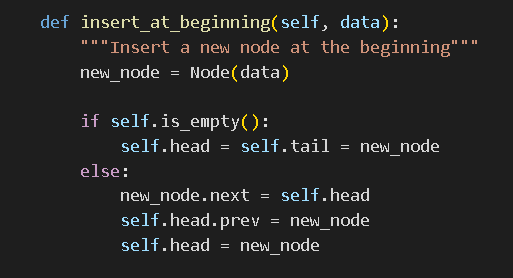 def insert_at_beginning(self, data):
    """Insert a new node at the beginning"""
    new_node = Node(data)

    if self.is_empty():
        self.head = self.tail = new_node
    else:
        new_node.next = self.head
        self.head.prev = new_node
        self.head = new_node